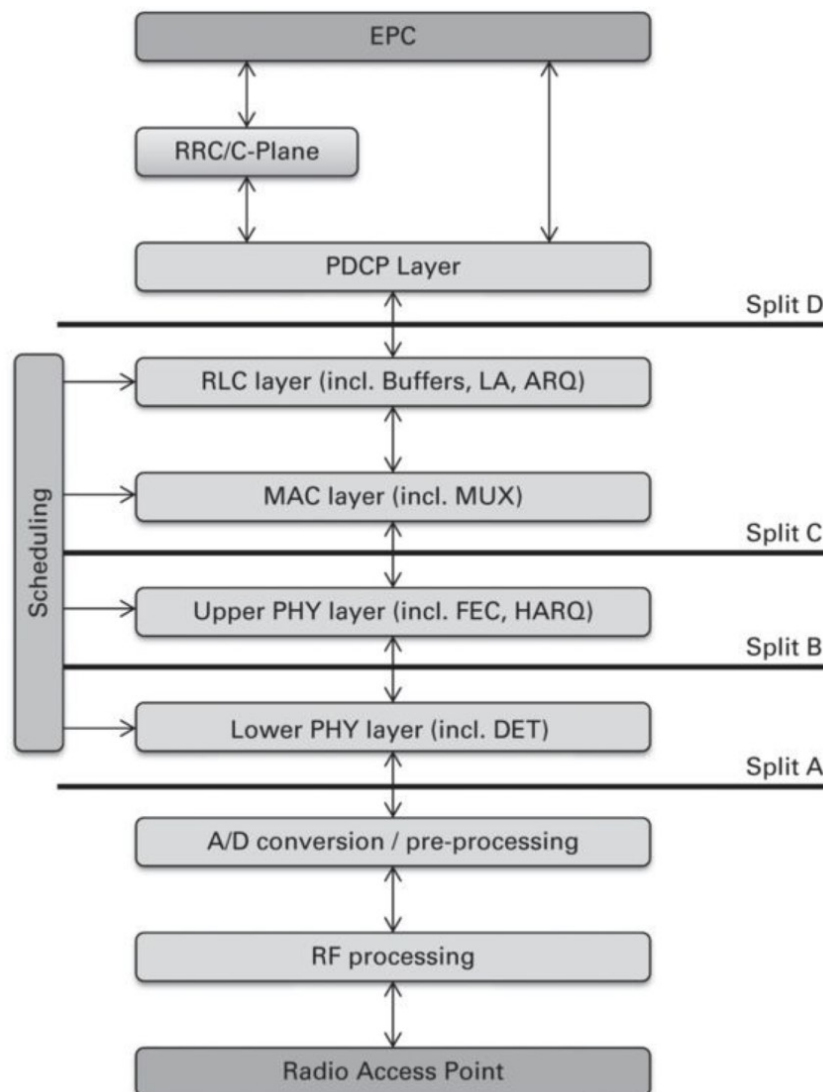 EPC
RRC/C-Plane
PDCP Layer
Split D
RLC layer (incl. Buffers, LA, ARQ)
MAC layer (incl. MUX)
Split C
Scheduling
Upper PHY layer (incl. FEC, HARQ)
Split B
Lower PHY layer (incl. DET)
Split A
A/D conversion / pre-processing
RF processing
Radio Access Point